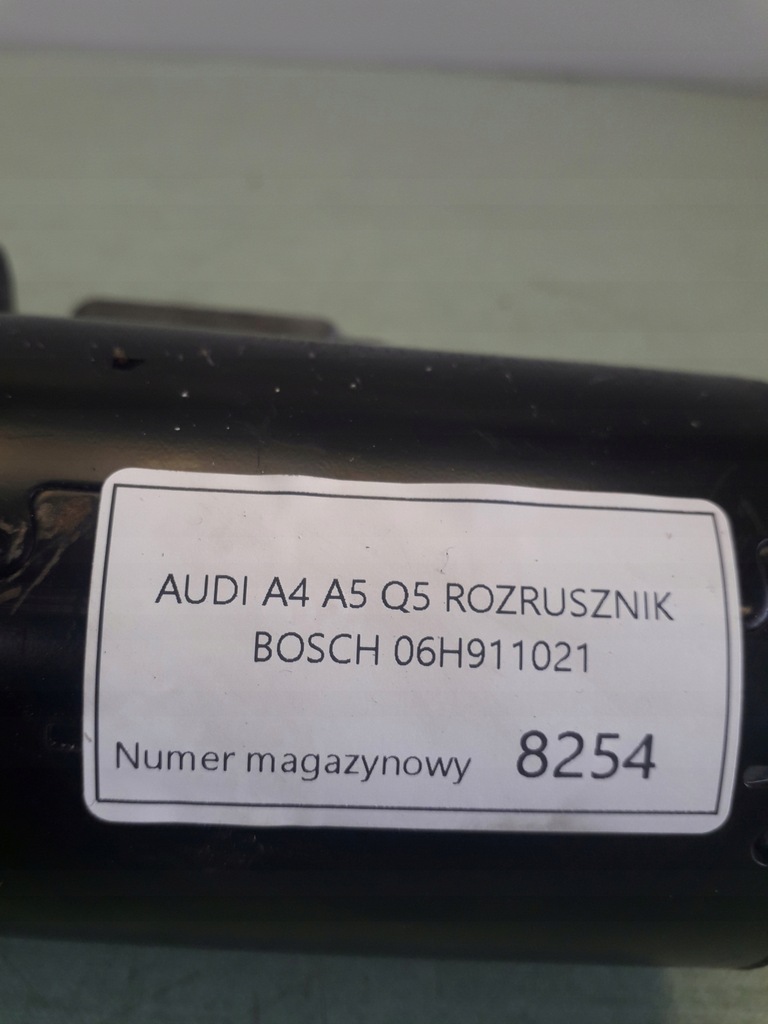 AUDI A4 A5 Q5 ROZRUSZNIK
BOSCH 06H911021
Numer magazynowy 8254